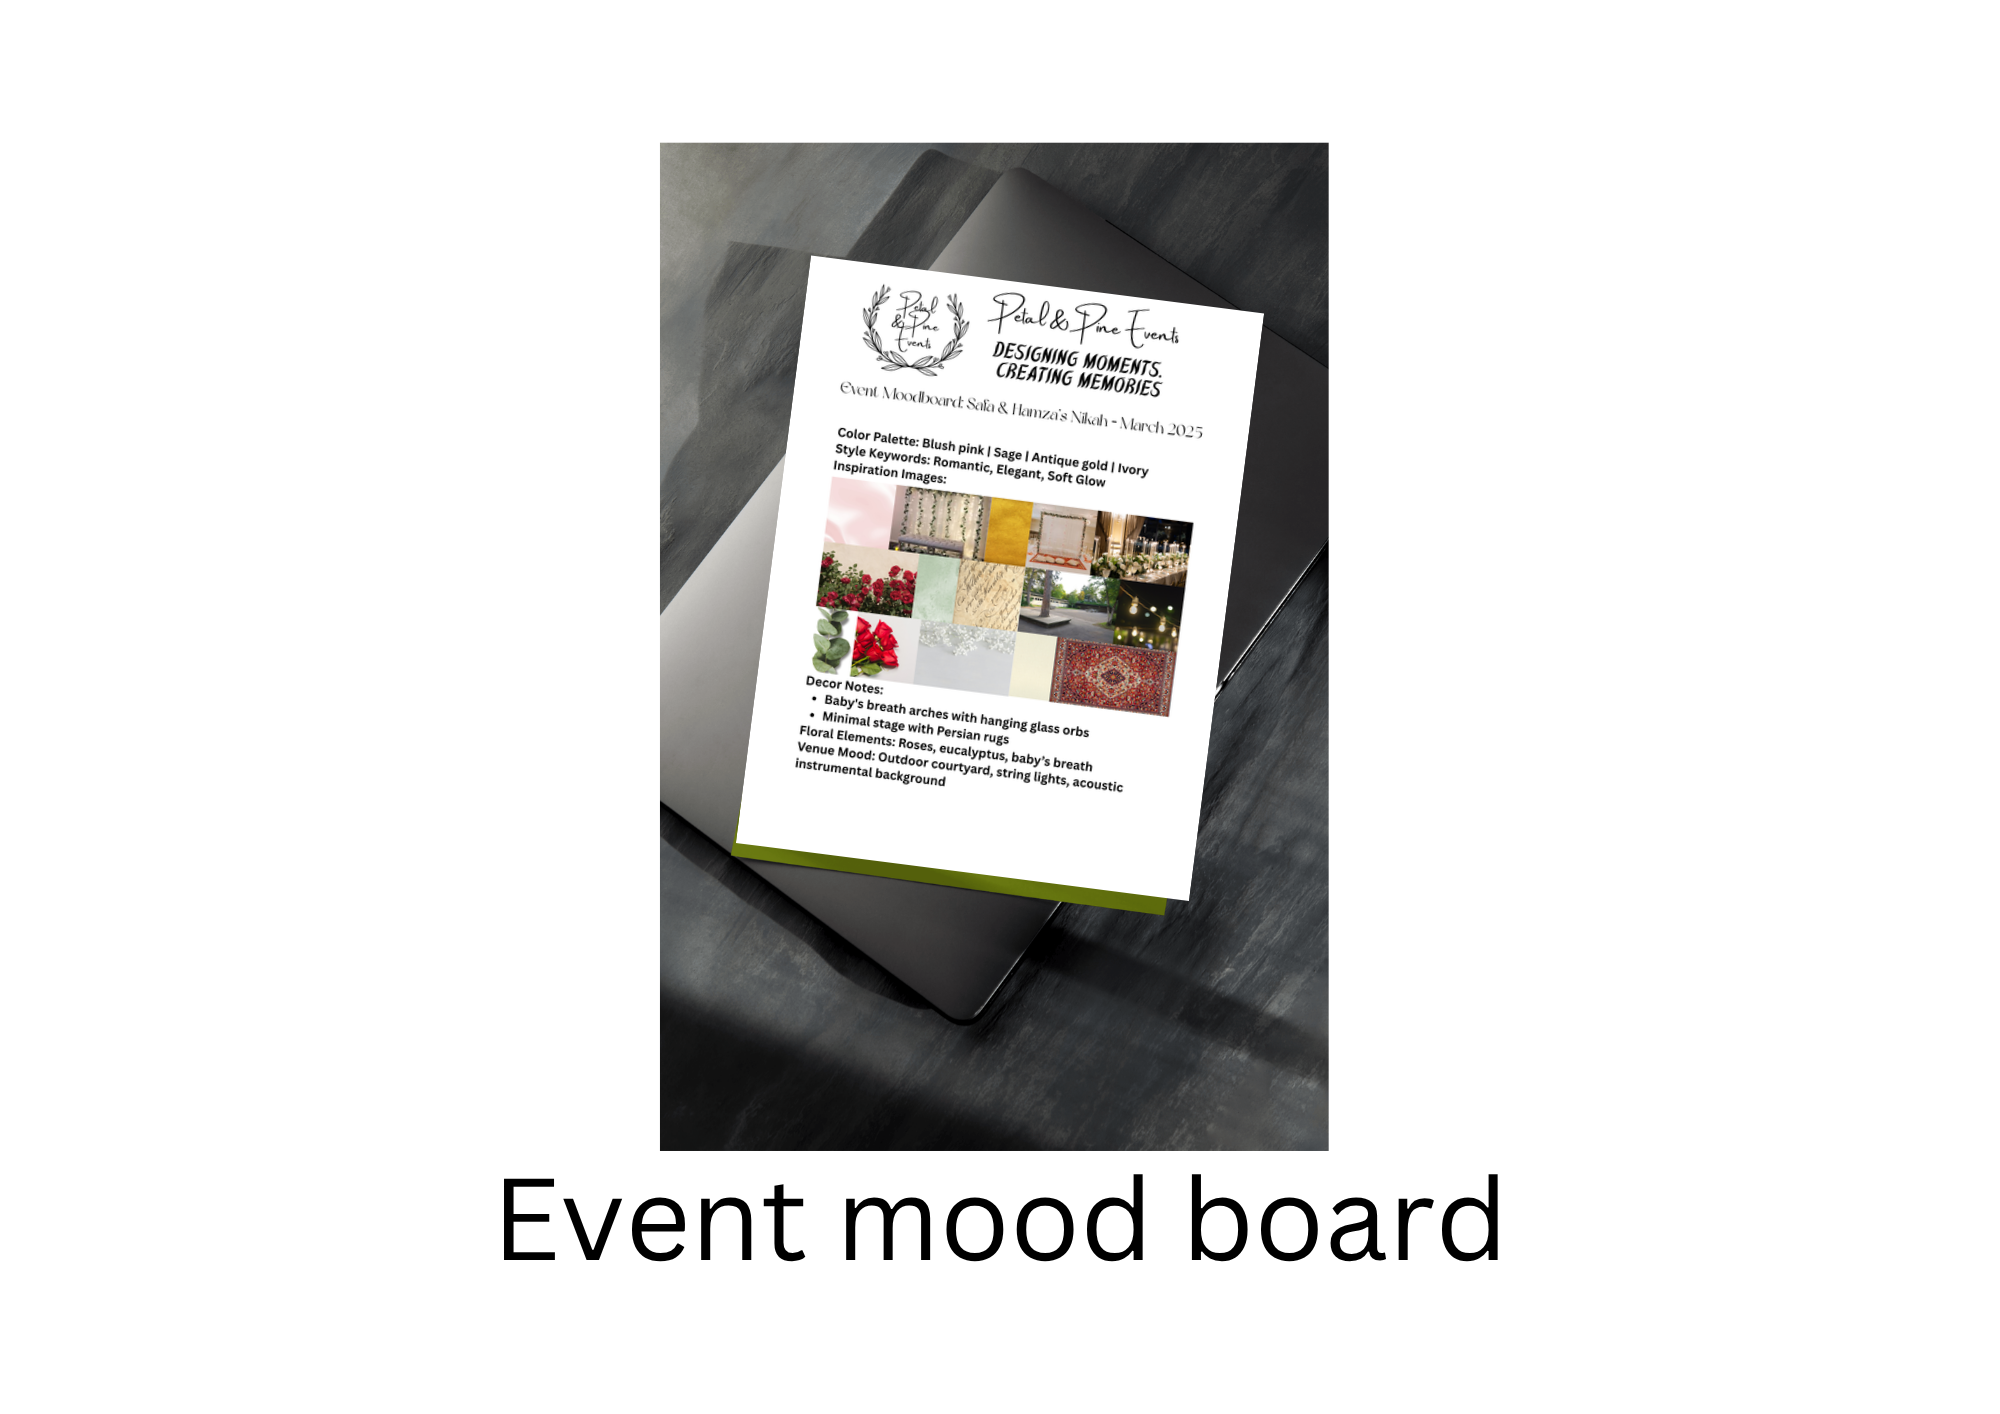 Petal
& Pine
Events
Petal & Pine Events
DESIGNING MOMENTS.
CREATING MEMORIES
Event Moodboard: Safa & Hamza's Nikah - March 2025
Color Palette: Blush pink | Sage | Antique gold | Ivory
Style Keywords: Romantic, Elegant, Soft Glow
Inspiration Images:
Decor Notes:
• Baby's breath arches with hanging glass orbs
• Minimal stage with Persian rugs
Floral Elements: Roses, eucalyptus, baby's breath
Venue Mood: Outdoor courtyard, string lights, acoustic
instrumental background
Event mood board